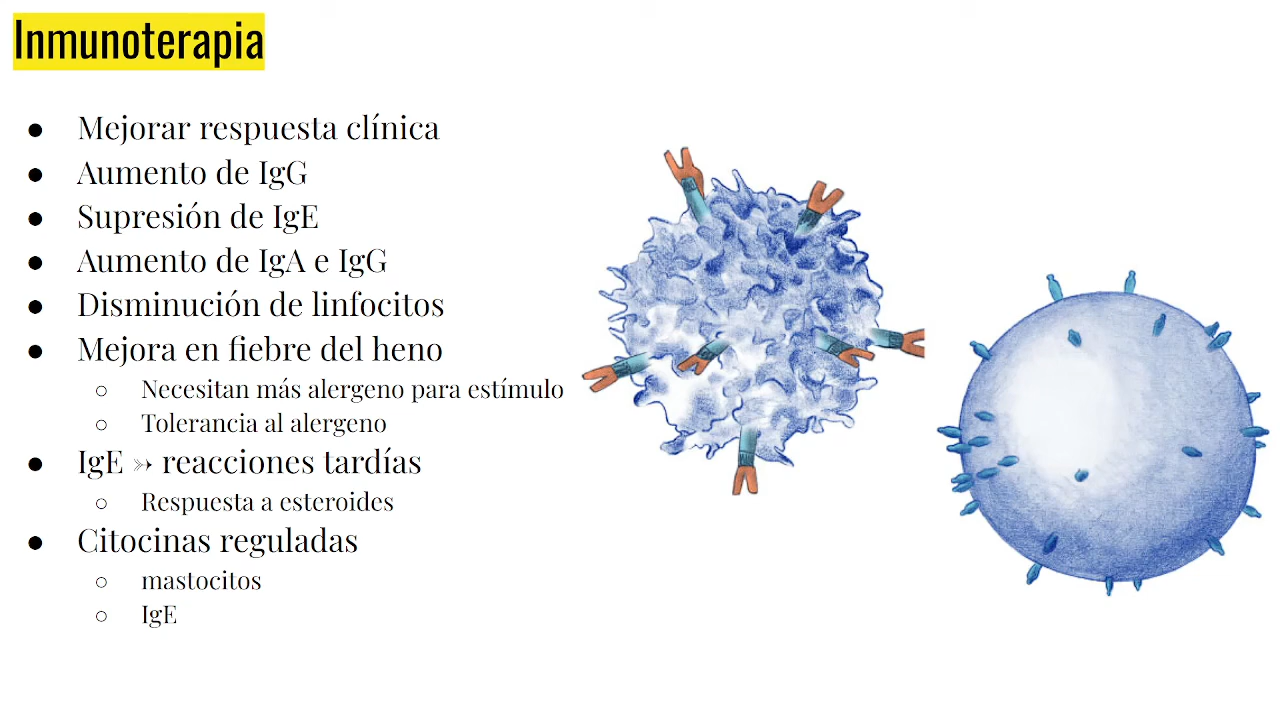 Inmunoterapia
● Mejorar respuesta clínica
● Aumento de IgG
● Supresión de IgE
● Aumento de IgA e IgG
● Disminución de linfocitos
● Mejora en fiebre del heno
○ Necesitan más alergeno para estímulo
○ Tolerancia al alergeno
● IgE ➳ reacciones tardías
○ Respuesta a esteroides
● Citocinas reguladas
○ mastocitos
○ IgE